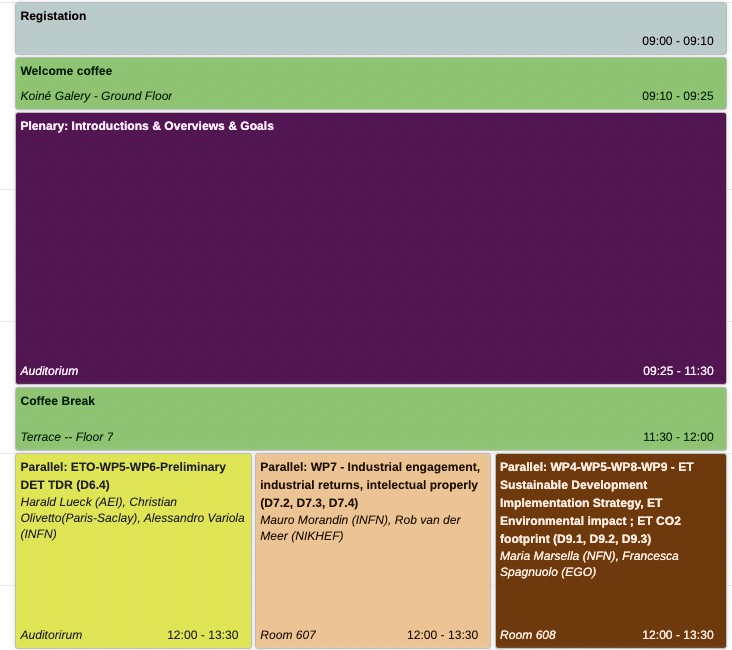 Registation
09:00 - 09:10
Welcome coffee
Koiné Galery - Ground Floor
09:10 - 09:25
Plenary: Introductions & Overviews & Goals
Auditorium
09:25 - 11:30
Coffee Break
Terrace -- Floor 7
11:30 - 12:00
Parallel: ETO-WP5-WP6-Preliminary
DET TDR (D6.4)
Harald Lueck (AEI), Christian
Olivetto(Paris-Saclay), Alessandro Variola
(INFN)
Auditorirum
12:00 - 13:30
Parallel: WP7 - Industrial engagement,
industrial returns, intelectual properly
(D7.2, D7.3, D7.4)
Mauro Morandin (INFN), Rob van der
Meer (NIKHEF)
Room 607
12:00 - 13:30
Parallel: WP4-WP5-WP8-WP9 - ET
Sustainable Development
Implementation Strategy, ET
Environmental impact ; ET CO2
footprint (D9.1, D9.2, D9.3)
Maria Marsella (NFN), Francesca
Spagnuolo (EGO)
Room 608
12:00 - 13:30